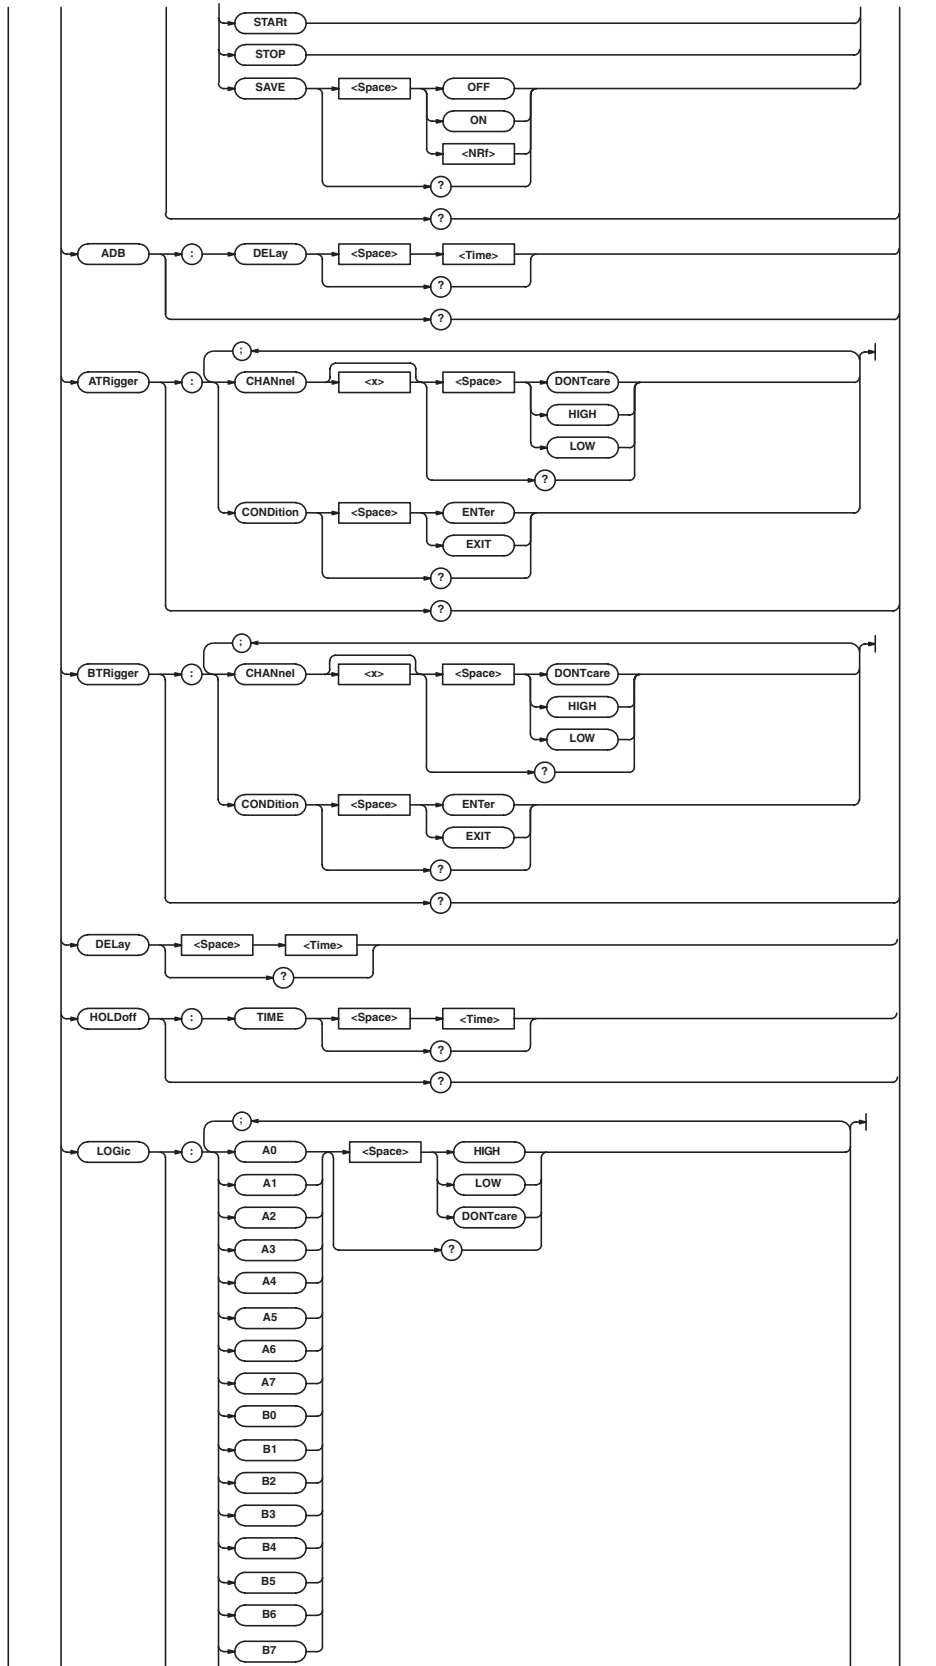 STARt
STOP
SAVE <Space> OFF
ON
<NRf>
?
?
ADB : DELay <Space> <Time>
?
?
;
ATRigger : CHANnel <x> <Space> DONTcare
HIGH
LOW
?
CONDition <Space> ENTer
EXIT
?
?
;
BTRigger : CHANnel <x> <Space> DONTcare
HIGH
LOW
?
CONDition <Space> ENTer
EXIT
?
?
DELay <Space> <Time>
?
HOLDoff : TIME <Space> <Time>
?
?
;
LOGic : A0 <Space> HIGH
A1 LOW
A2 DONTcare
A3 ?
A4
A5
A6
A7
B0
B1
B2
B3
B4
B5
B6
B7